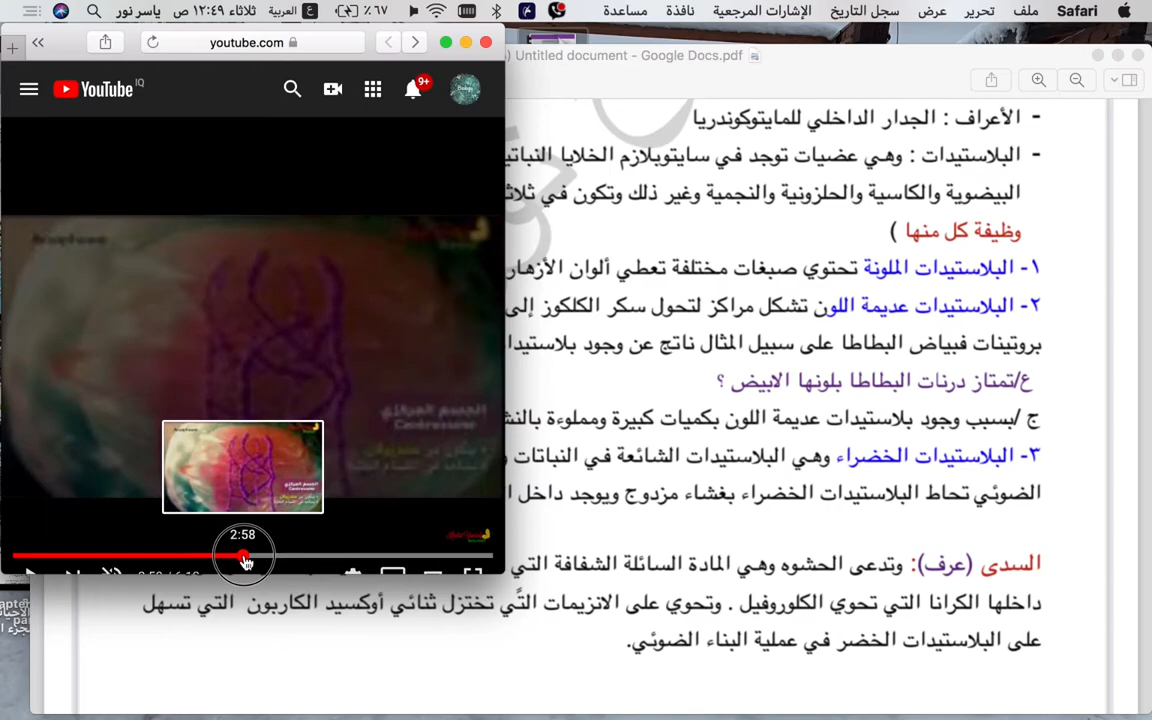 Safari ملف تحرير عرض سجل التاريخ الإشارات المرجعية نافذة مساعدة
٦٧٪ العربية ع ثلاثاء ١٢:٤٩ ص ياسر نور
youtube.com
Untitled document - Google Docs.pdf
YouTube IQ
9+
- الأعراف : الجدار الداخلي للمايتوكوندريا
- البلاستيدات : وهي عضيات توجد في سايتوبلازم الخلايا النباتية
البيضوية والكاسية والحلزونية والنجمية وغير ذلك وتكون في
وظيفة كل منها )
١- البلاستيدات الملونة تحتوي صبغات مختلفة تعطي ألوان الأزهار
٢- البلاستيدات عديمة اللون تشكل مراكز لتحول سكر الكلكوز إلى
بروتينات فبياض البطاطا على سبيل المثال ناتج عن وجود
ع/تمتاز درنات البطاطا بلونها الابيض ؟
ج /بسبب وجود بلاستيدات عديمة اللون بكميات كبيرة ومملوءة
٣- البلاستيدات الخضراء وهي البلاستيدات الشائعة في النباتات
الضوئي تحاط البلاستيدات الخضراء بغشاء مزدوج ويوجد داخل
السدى (عرف): وتدعى الحشوه وهي المادة السائلة الشفافة التي
داخلها الكرانا التي تحوي الكلوروفيل . وتحوي على الانزيمات التي تختزل ثنائي أوكسيد الكاربون التي تسهل
على البلاستيدات الخضر في عملية البناء الضوئي.
الجسم المركزي
Centrosome
2:58